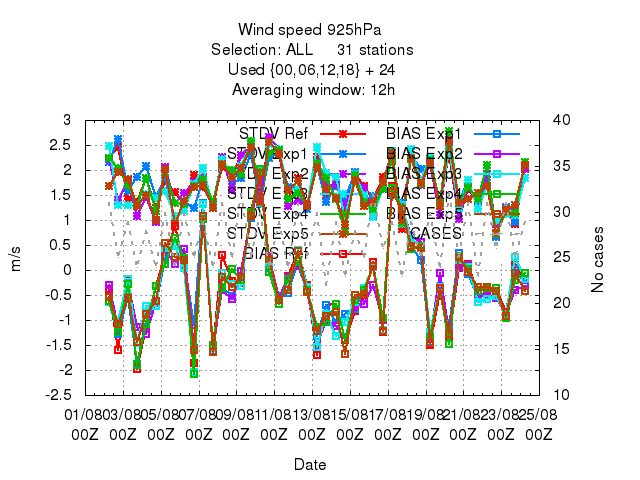 Wind speed 925hPa
Selection: ALL 31 stations
Used {00,06,12,18} + 24
Averaging window: 12h
3 2.5 2 1.5 1 0.5 0 -0.5 -1 -1.5 -2 -2.5
m/s
STDV Ref
STDV Exp1
STDV Exp2
STDV Exp3
STDV Exp4
STDV Exp5
BIAS Ref
BIAS Exp1
BIAS Exp2
BIAS Exp3
BIAS Exp4
BIAS Exp5
CASES
40 35 30 25 20 15 10
No cases
01/08 03/08 05/08 07/08 09/08 11/08 13/08 15/08 17/08 19/08 21/08 23/08 25/08
00Z 00Z 00Z 00Z 00Z 00Z 00Z 00Z 00Z 00Z 00Z 00Z 00Z
Date